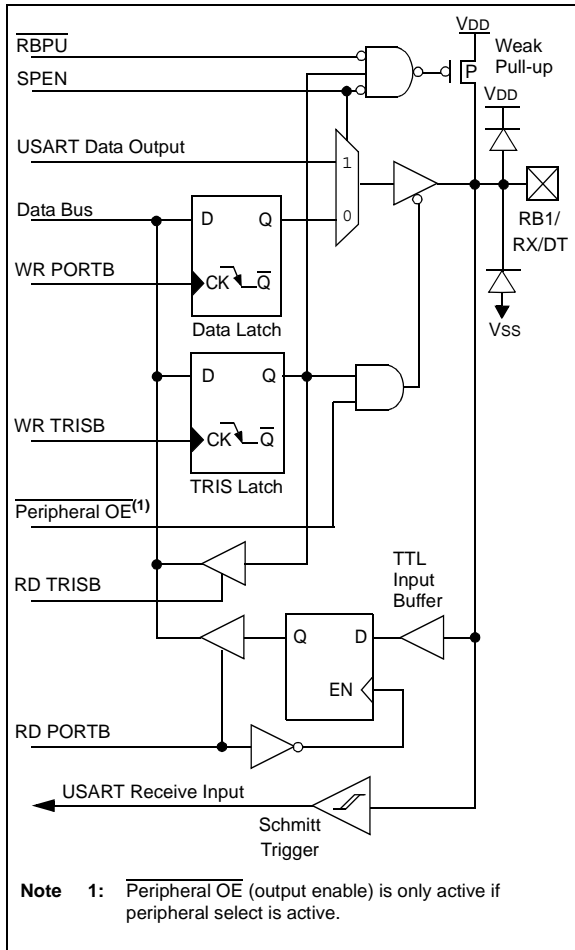 VDD
RBPU
Weak
Pull-up
P
SPEN
VDD
USART Data Output
1
Data Bus
D
Q
0
RB1/
RX/DT
WR PORTB
CK
Q
Data Latch
VSS
D
Q
WR TRISB
CK
Q
TRIS Latch
Peripheral OE(1)
TTL
Input
Buffer
RD TRISB
Q
D
EN
RD PORTB
USART Receive Input
Schmitt
Trigger
Note 1: Peripheral OE (output enable) is only active if
peripheral select is active.